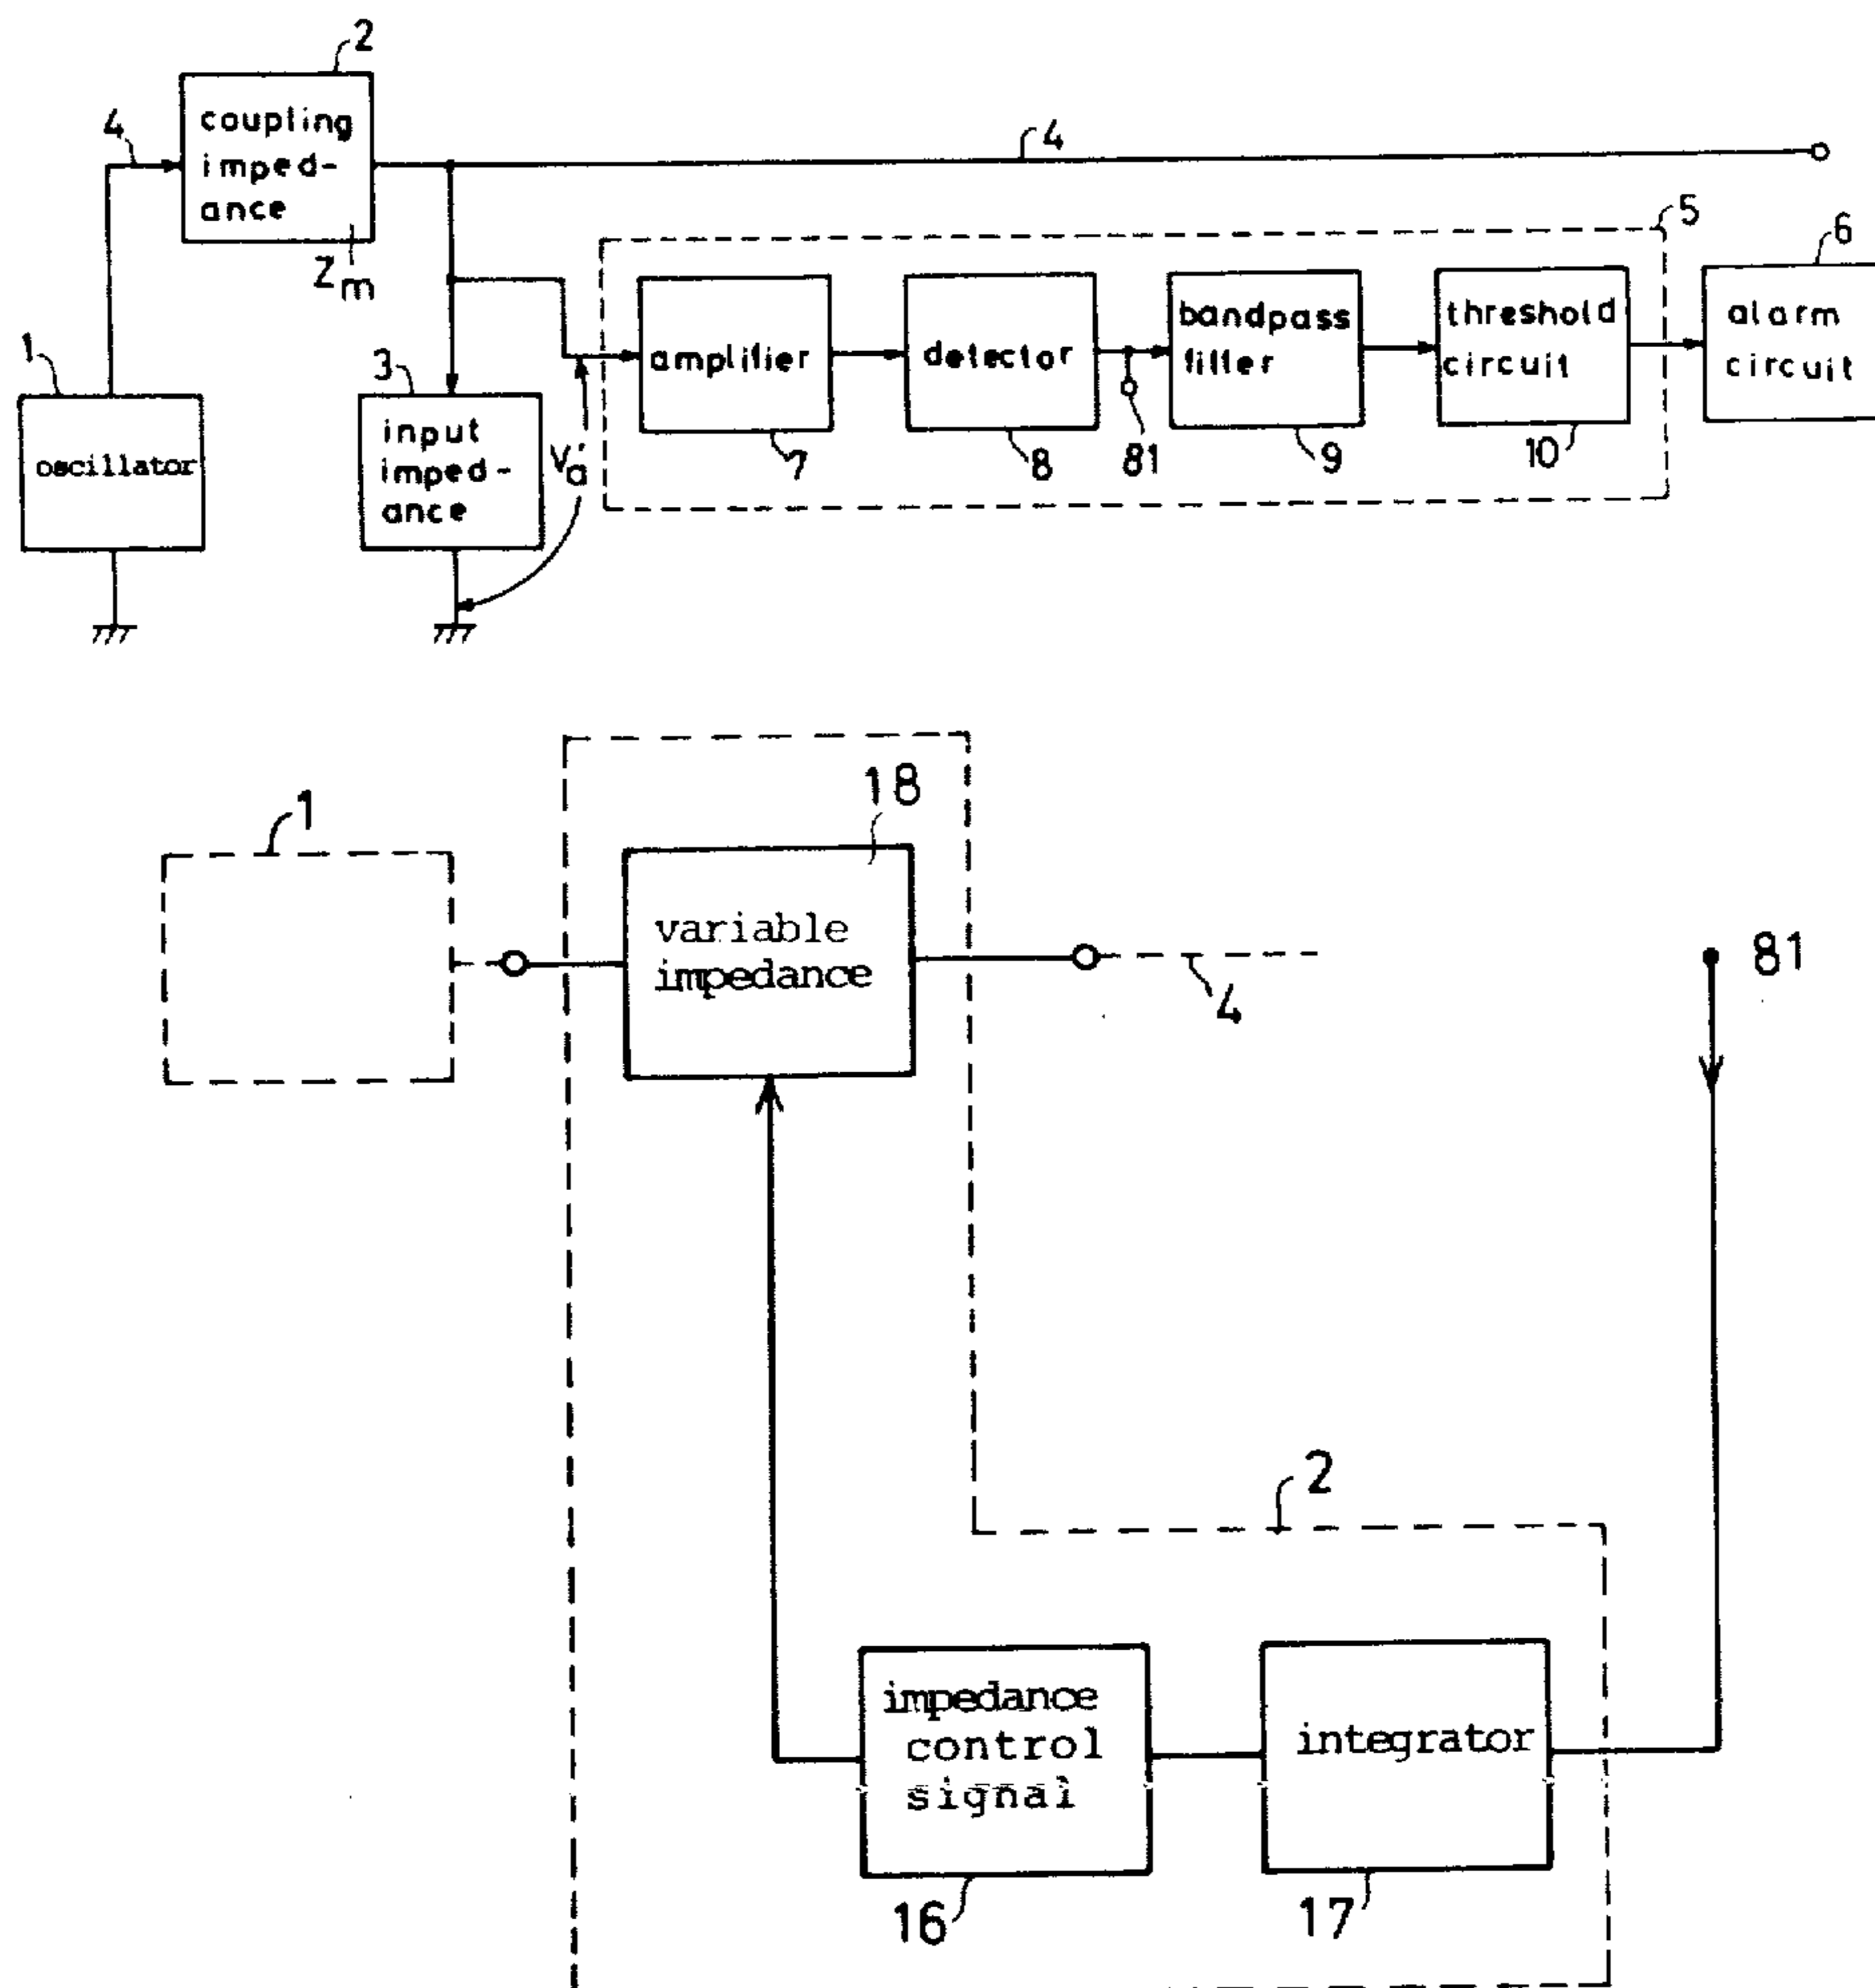 2
coupling
imped-
ance
Zm
4
4
1
oscillator
3
input
imped-
ance
Va'
5
amplifier
7
detector
8
81
bandpass
filter
9
threshold
circuit
10
6
alarm
circuit
1
18
variable
impedance
4
81
2
impedance
control
signal
16
integrator
17